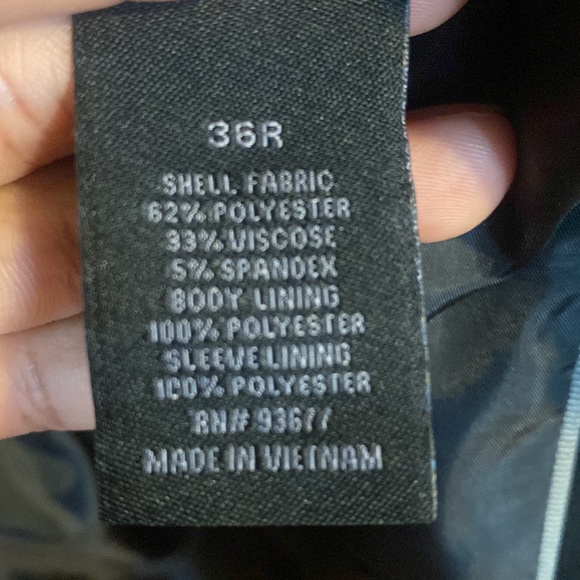 36R
SHELL FABRIC
62% POLYESTER
33% VISCOSE
5% SPANDEX
BODY LINING
100% POLYESTER
SLEEVE LINING
100% POLYESTER
RN# 93677
MADE IN VIETNAM